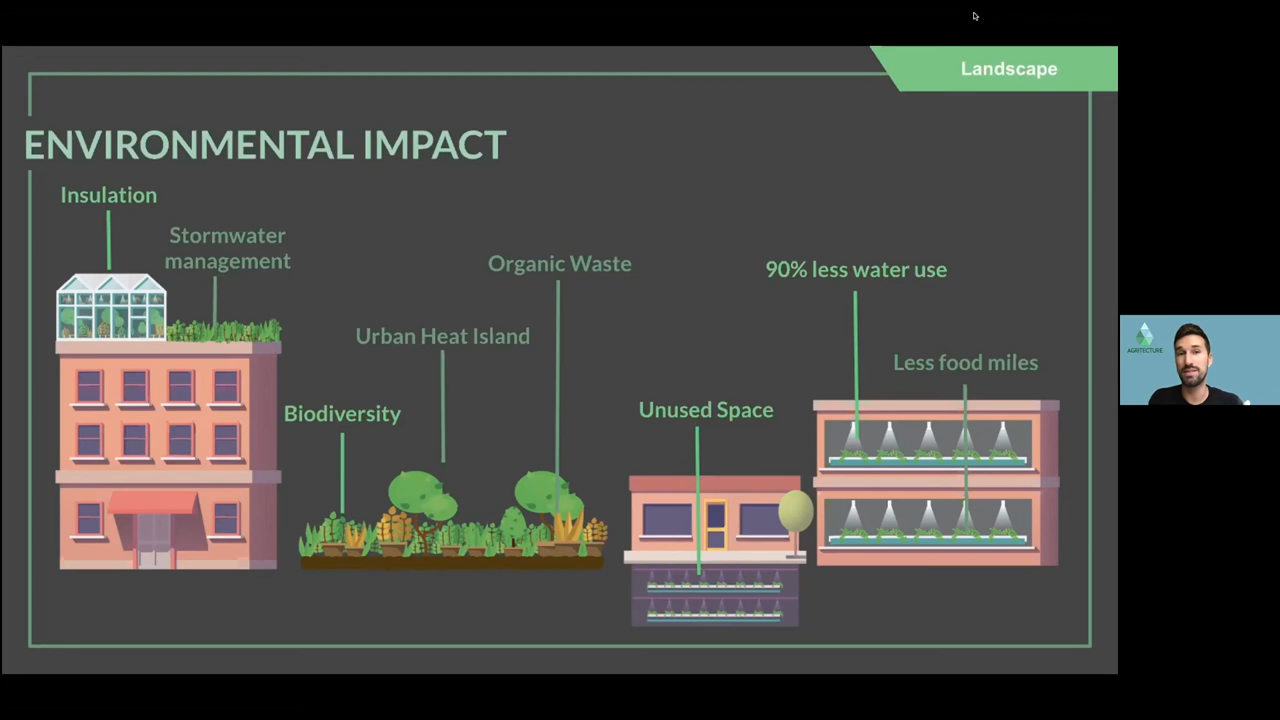 Landscape
ENVIRONMENTAL IMPACT
Insulation
Stormwater
management
Organic Waste
90% less water use
Urban Heat Island
Less food miles
Biodiversity
Unused Space
AGRITECTURE